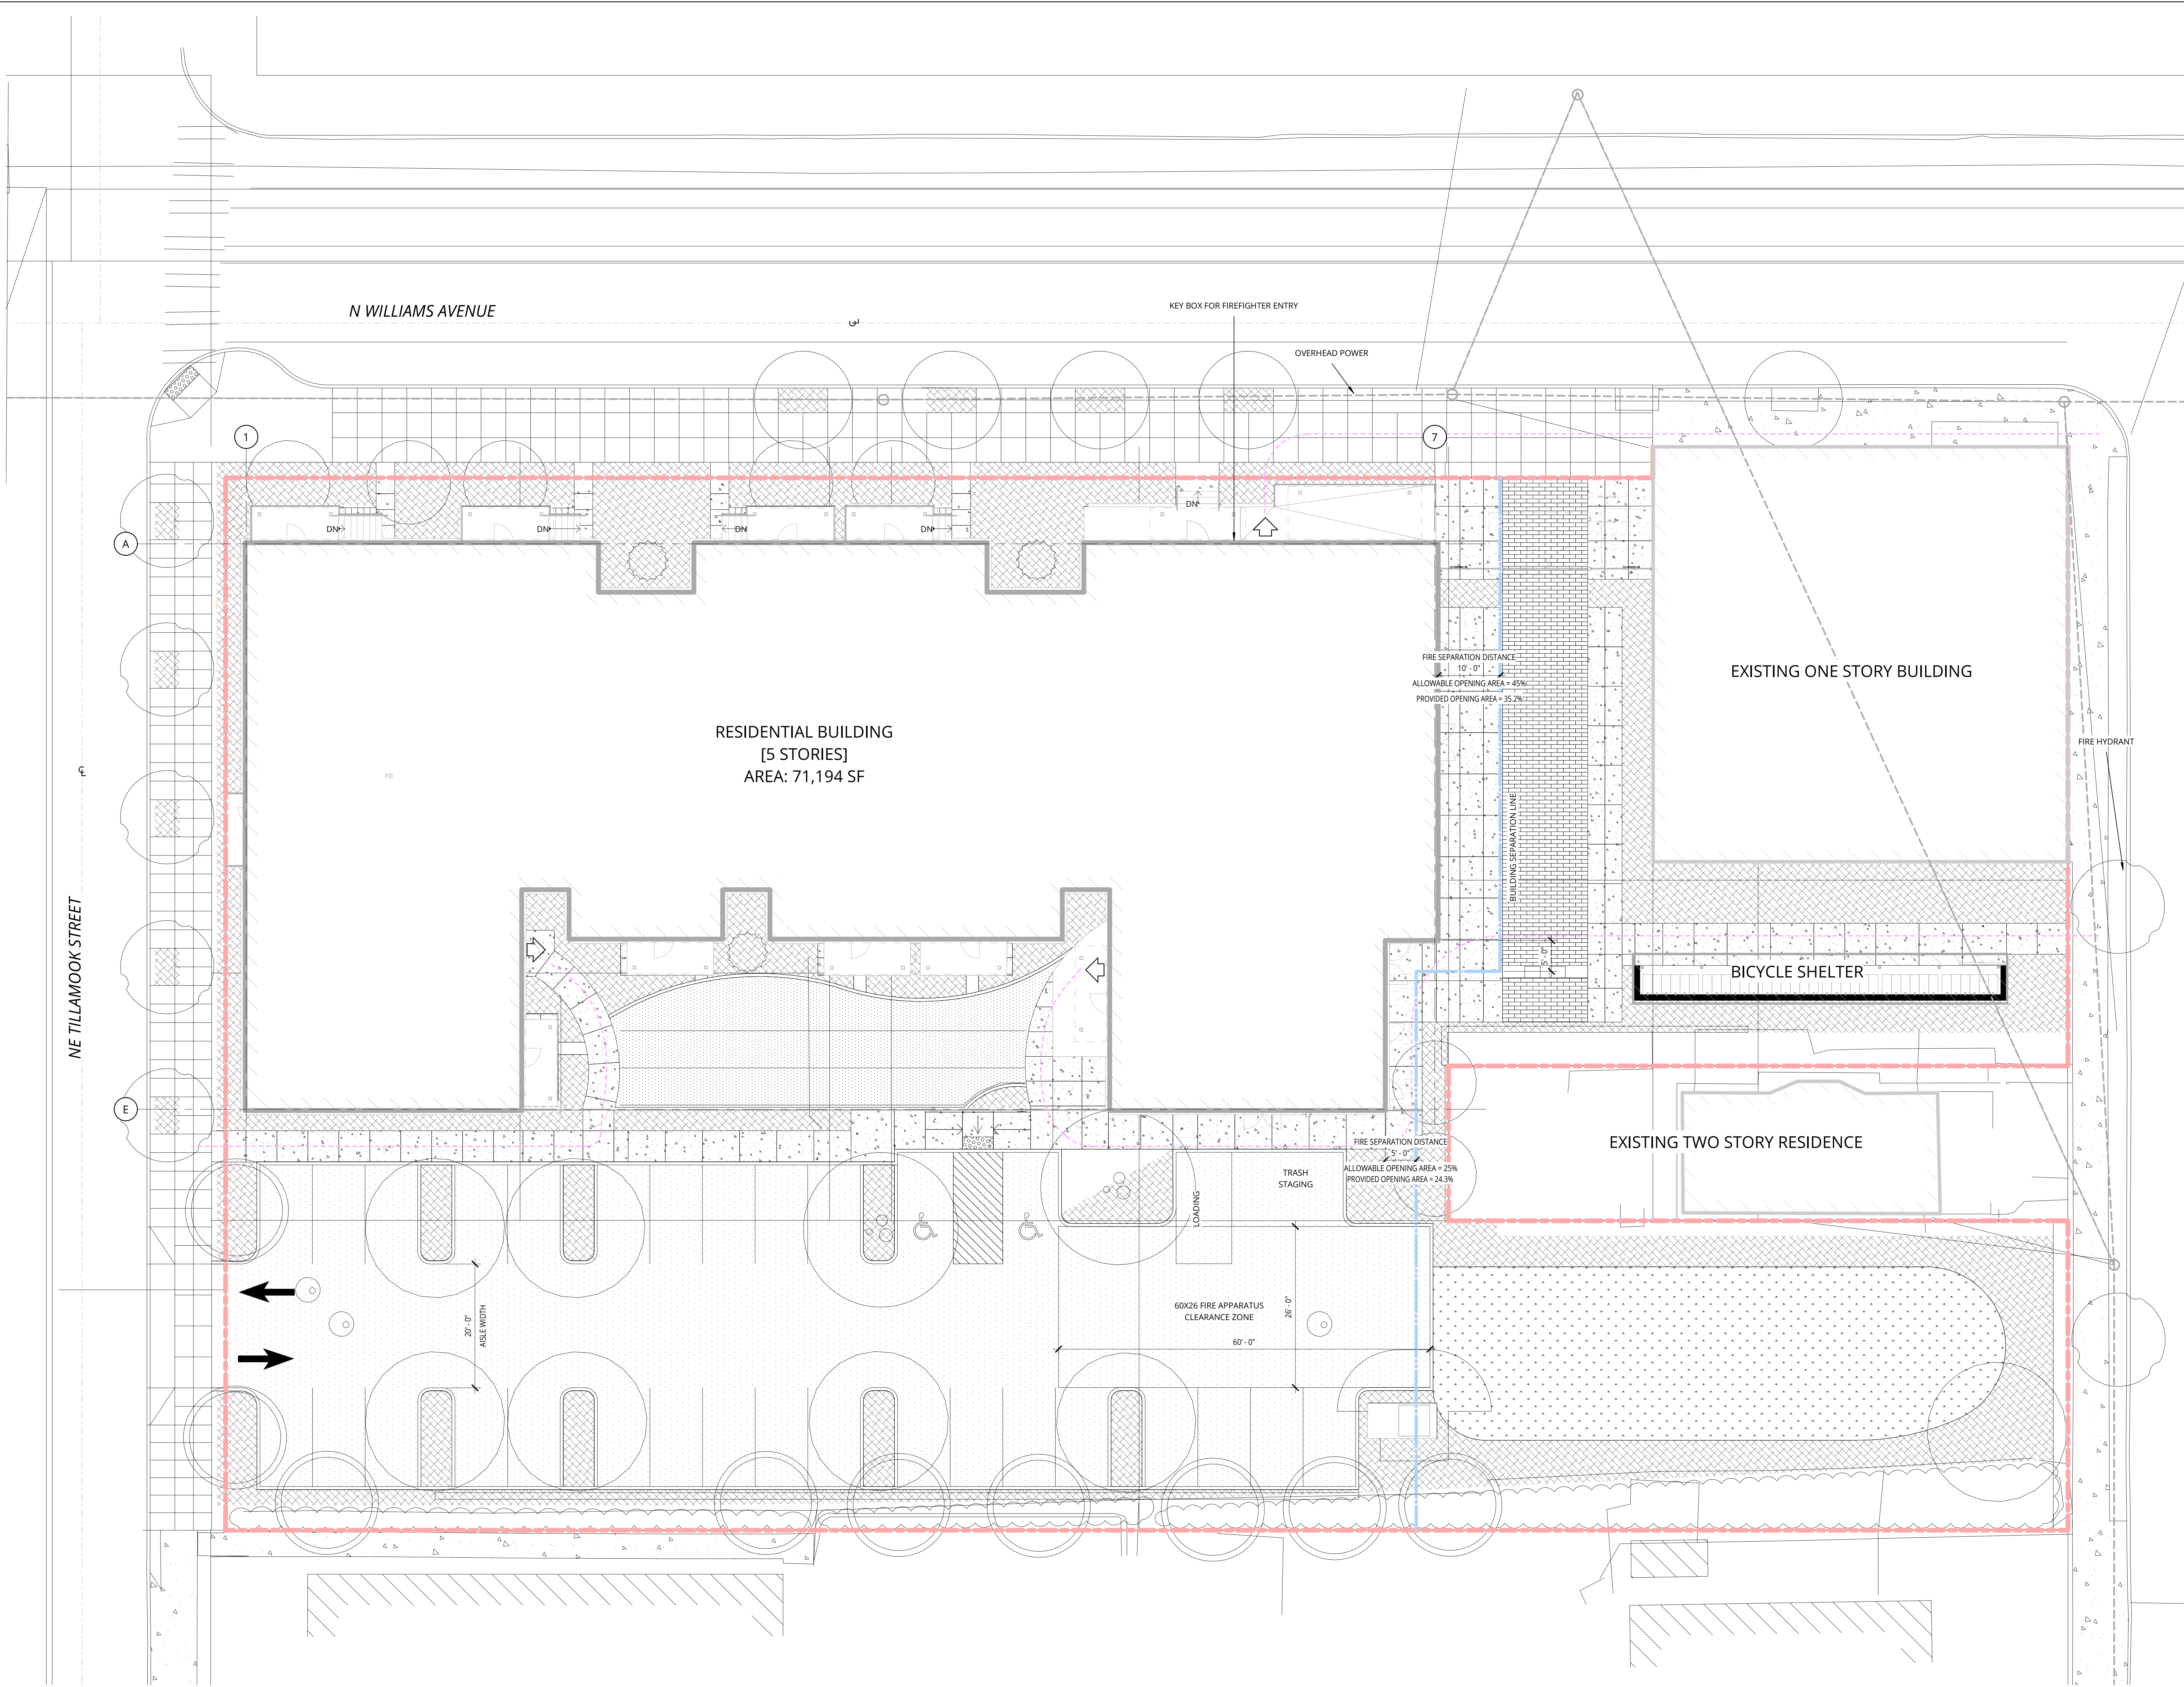 N WILLIAMS AVENUE
KEY BOX FOR FIREFIGHTER ENTRY
OVERHEAD POWER
1
7
DN
DN
DN
DN
DN
A
FIRE SEPARATION DISTANCE
10' - 0"
ALLOWABLE OPENING AREA = 45%
PROVIDED OPENING AREA = 35.2%
EXISTING ONE STORY BUILDING
FIRE HYDRANT
RESIDENTIAL BUILDING
[5 STORIES]
AREA: 71,194 SF
FD
BUILDING SEPARATION LINE
5' - 0"
BICYCLE SHELTER
NE TILLAMOOK STREET
E
FIRE SEPARATION DISTANCE
5' - 0"
ALLOWABLE OPENING AREA = 25%
PROVIDED OPENING AREA = 24.3%
EXISTING TWO STORY RESIDENCE
TRASH
STAGING
LOADING
20' - 0"
AISLE WIDTH
60X26 FIRE APPARATUS
CLEARANCE ZONE
26' - 0"
60' - 0"